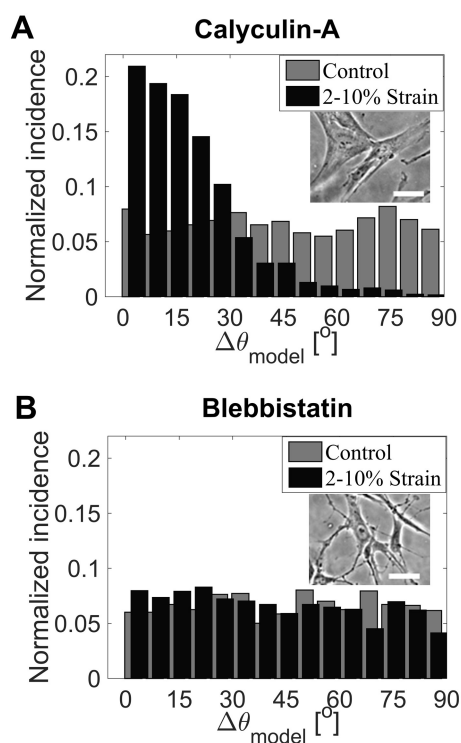 A
Calyculin-A
Control
2-10% Strain
Normalized incidence
0.2
0.15
0.1
0.05
0
0 15 30 45 60 75 90
Δθmodel [o]
B
Blebbistatin
Control
2-10% Strain
Normalized incidence
0.2
0.15
0.1
0.05
0
0 15 30 45 60 75 90
Δθmodel [o]